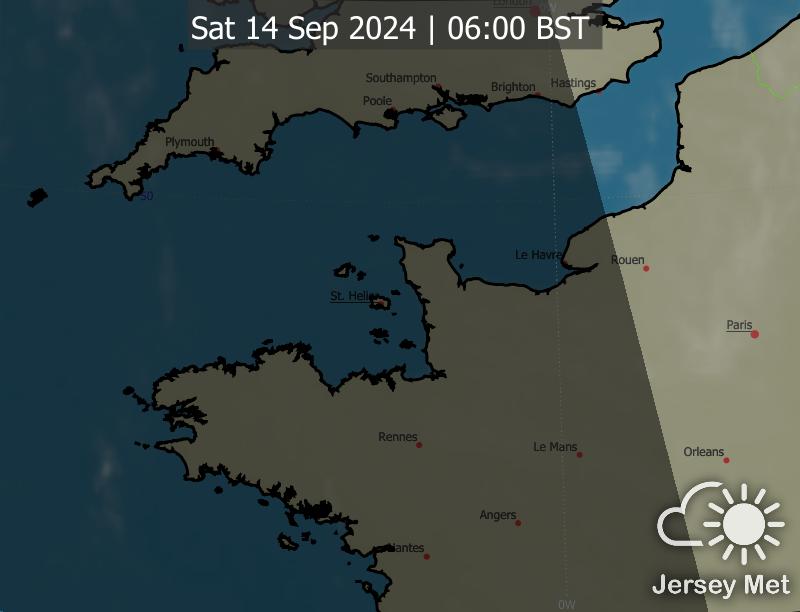 London
Sat 14 Sep 2024 | 06:00 BST
Southampton
Brighton
Hastings
Poole
Plymouth
50
Le Havre
Rouen
St. Helier
Paris
Rennes
Le Mans
Orleans
Angers
Nantes
Jersey Met
0W